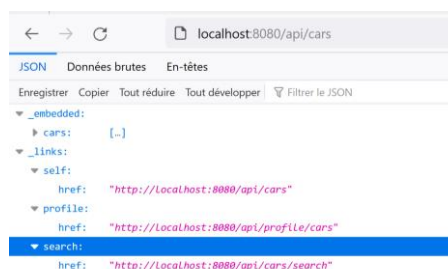 localhost:8080/api/cars
JSON Données brutes En-têtes
Enregistrer Copier Tout réduire Tout développer Filtrer le JSON
_embedded:
cars: […]
_links:
self:
href: "http://localhost:8080/api/cars"
profile:
href: "http://localhost:8080/api/profile/cars"
search:
href: "http://localhost:8080/api/cars/search"